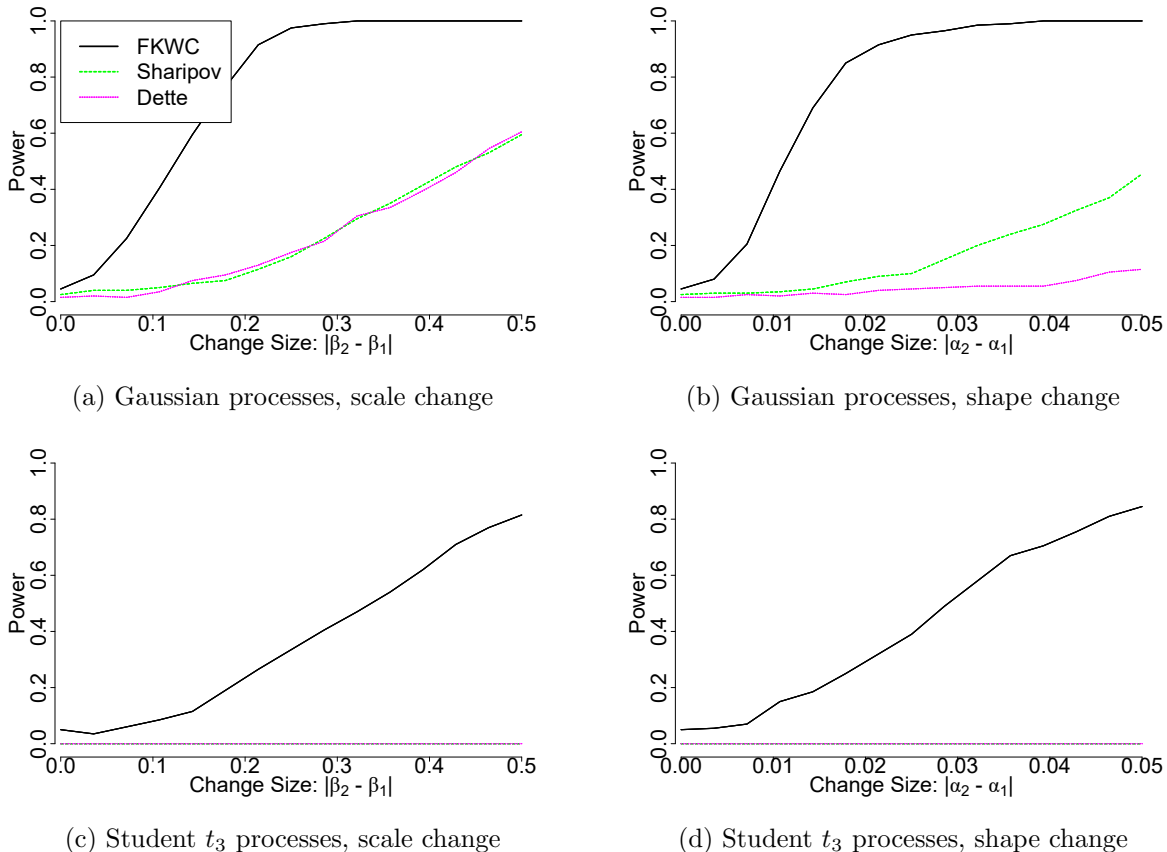 FKWC
Sharipov
Dette
Power
0.0 0.2 0.4 0.6 0.8 1.0
0.0 0.1 0.2 0.3 0.4 0.5
Change Size: |β₂ - β₁|
(a) Gaussian processes, scale change
Power
0.0 0.2 0.4 0.6 0.8 1.0
0.00 0.01 0.02 0.03 0.04 0.05
Change Size: |α₂ - α₁|
(b) Gaussian processes, shape change
Power
0.0 0.2 0.4 0.6 0.8 1.0
0.0 0.1 0.2 0.3 0.4 0.5
Change Size: |β₂ - β₁|
(c) Student t₃ processes, scale change
Power
0.0 0.2 0.4 0.6 0.8 1.0
0.00 0.01 0.02 0.03 0.04 0.05
Change Size: |α₂ - α₁|
(d) Student t₃ processes, shape change